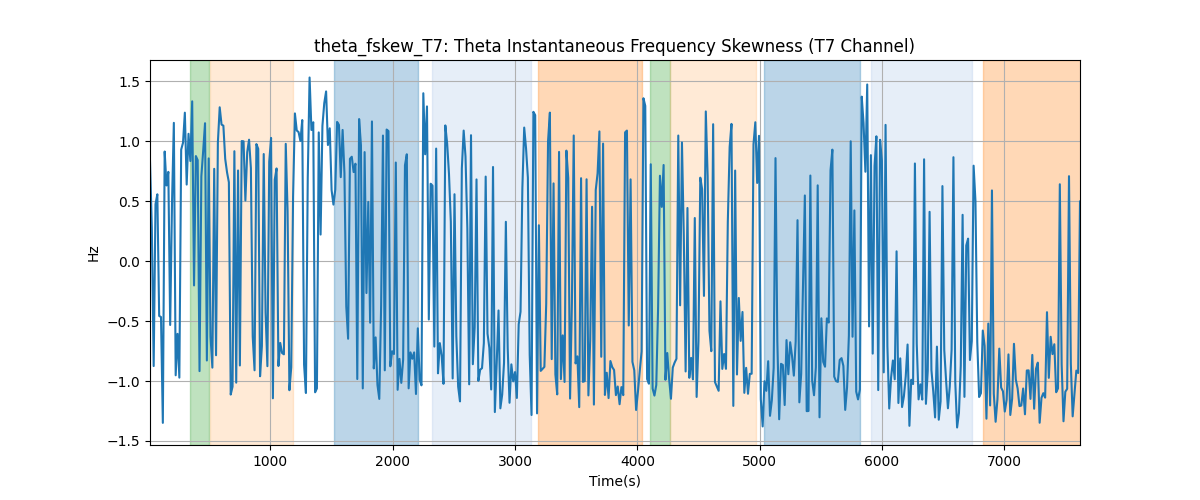 theta_fskew_T7: Theta Instantaneous Frequency Skewness (T7 Channel)
1.5
1.0
0.5
0.0
−0.5
−1.0
−1.5
Hz
1000 2000 3000 4000 5000 6000 7000
Time(s)